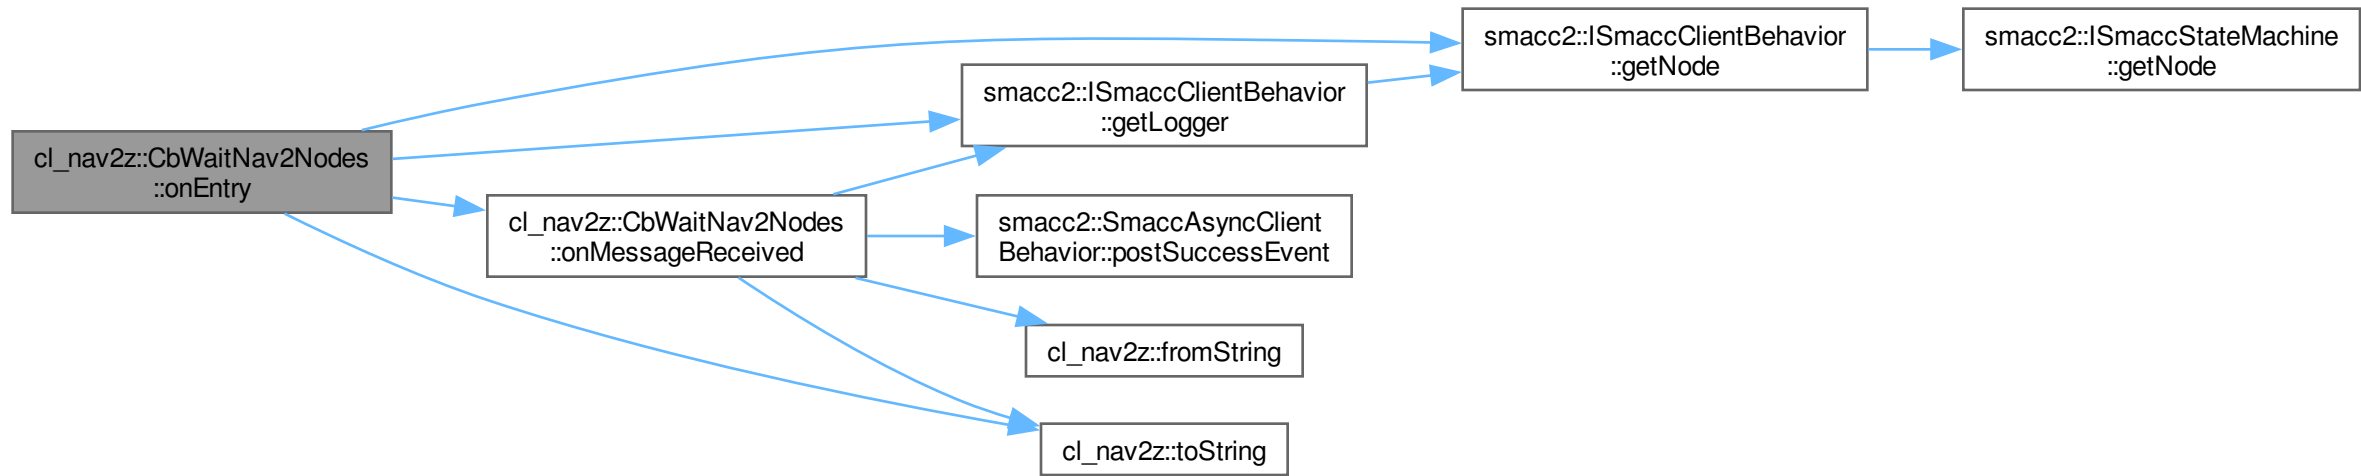 cl_nav2z::CbWaitNav2Nodes
::onEntry
smacc2::ISmaccClientBehavior
::getNode
smacc2::ISmaccStateMachine
::getNode
smacc2::ISmaccClientBehavior
::getLogger
cl_nav2z::CbWaitNav2Nodes
::onMessageReceived
smacc2::SmaccAsyncClient
Behavior::postSuccessEvent
cl_nav2z::fromString
cl_nav2z::toString